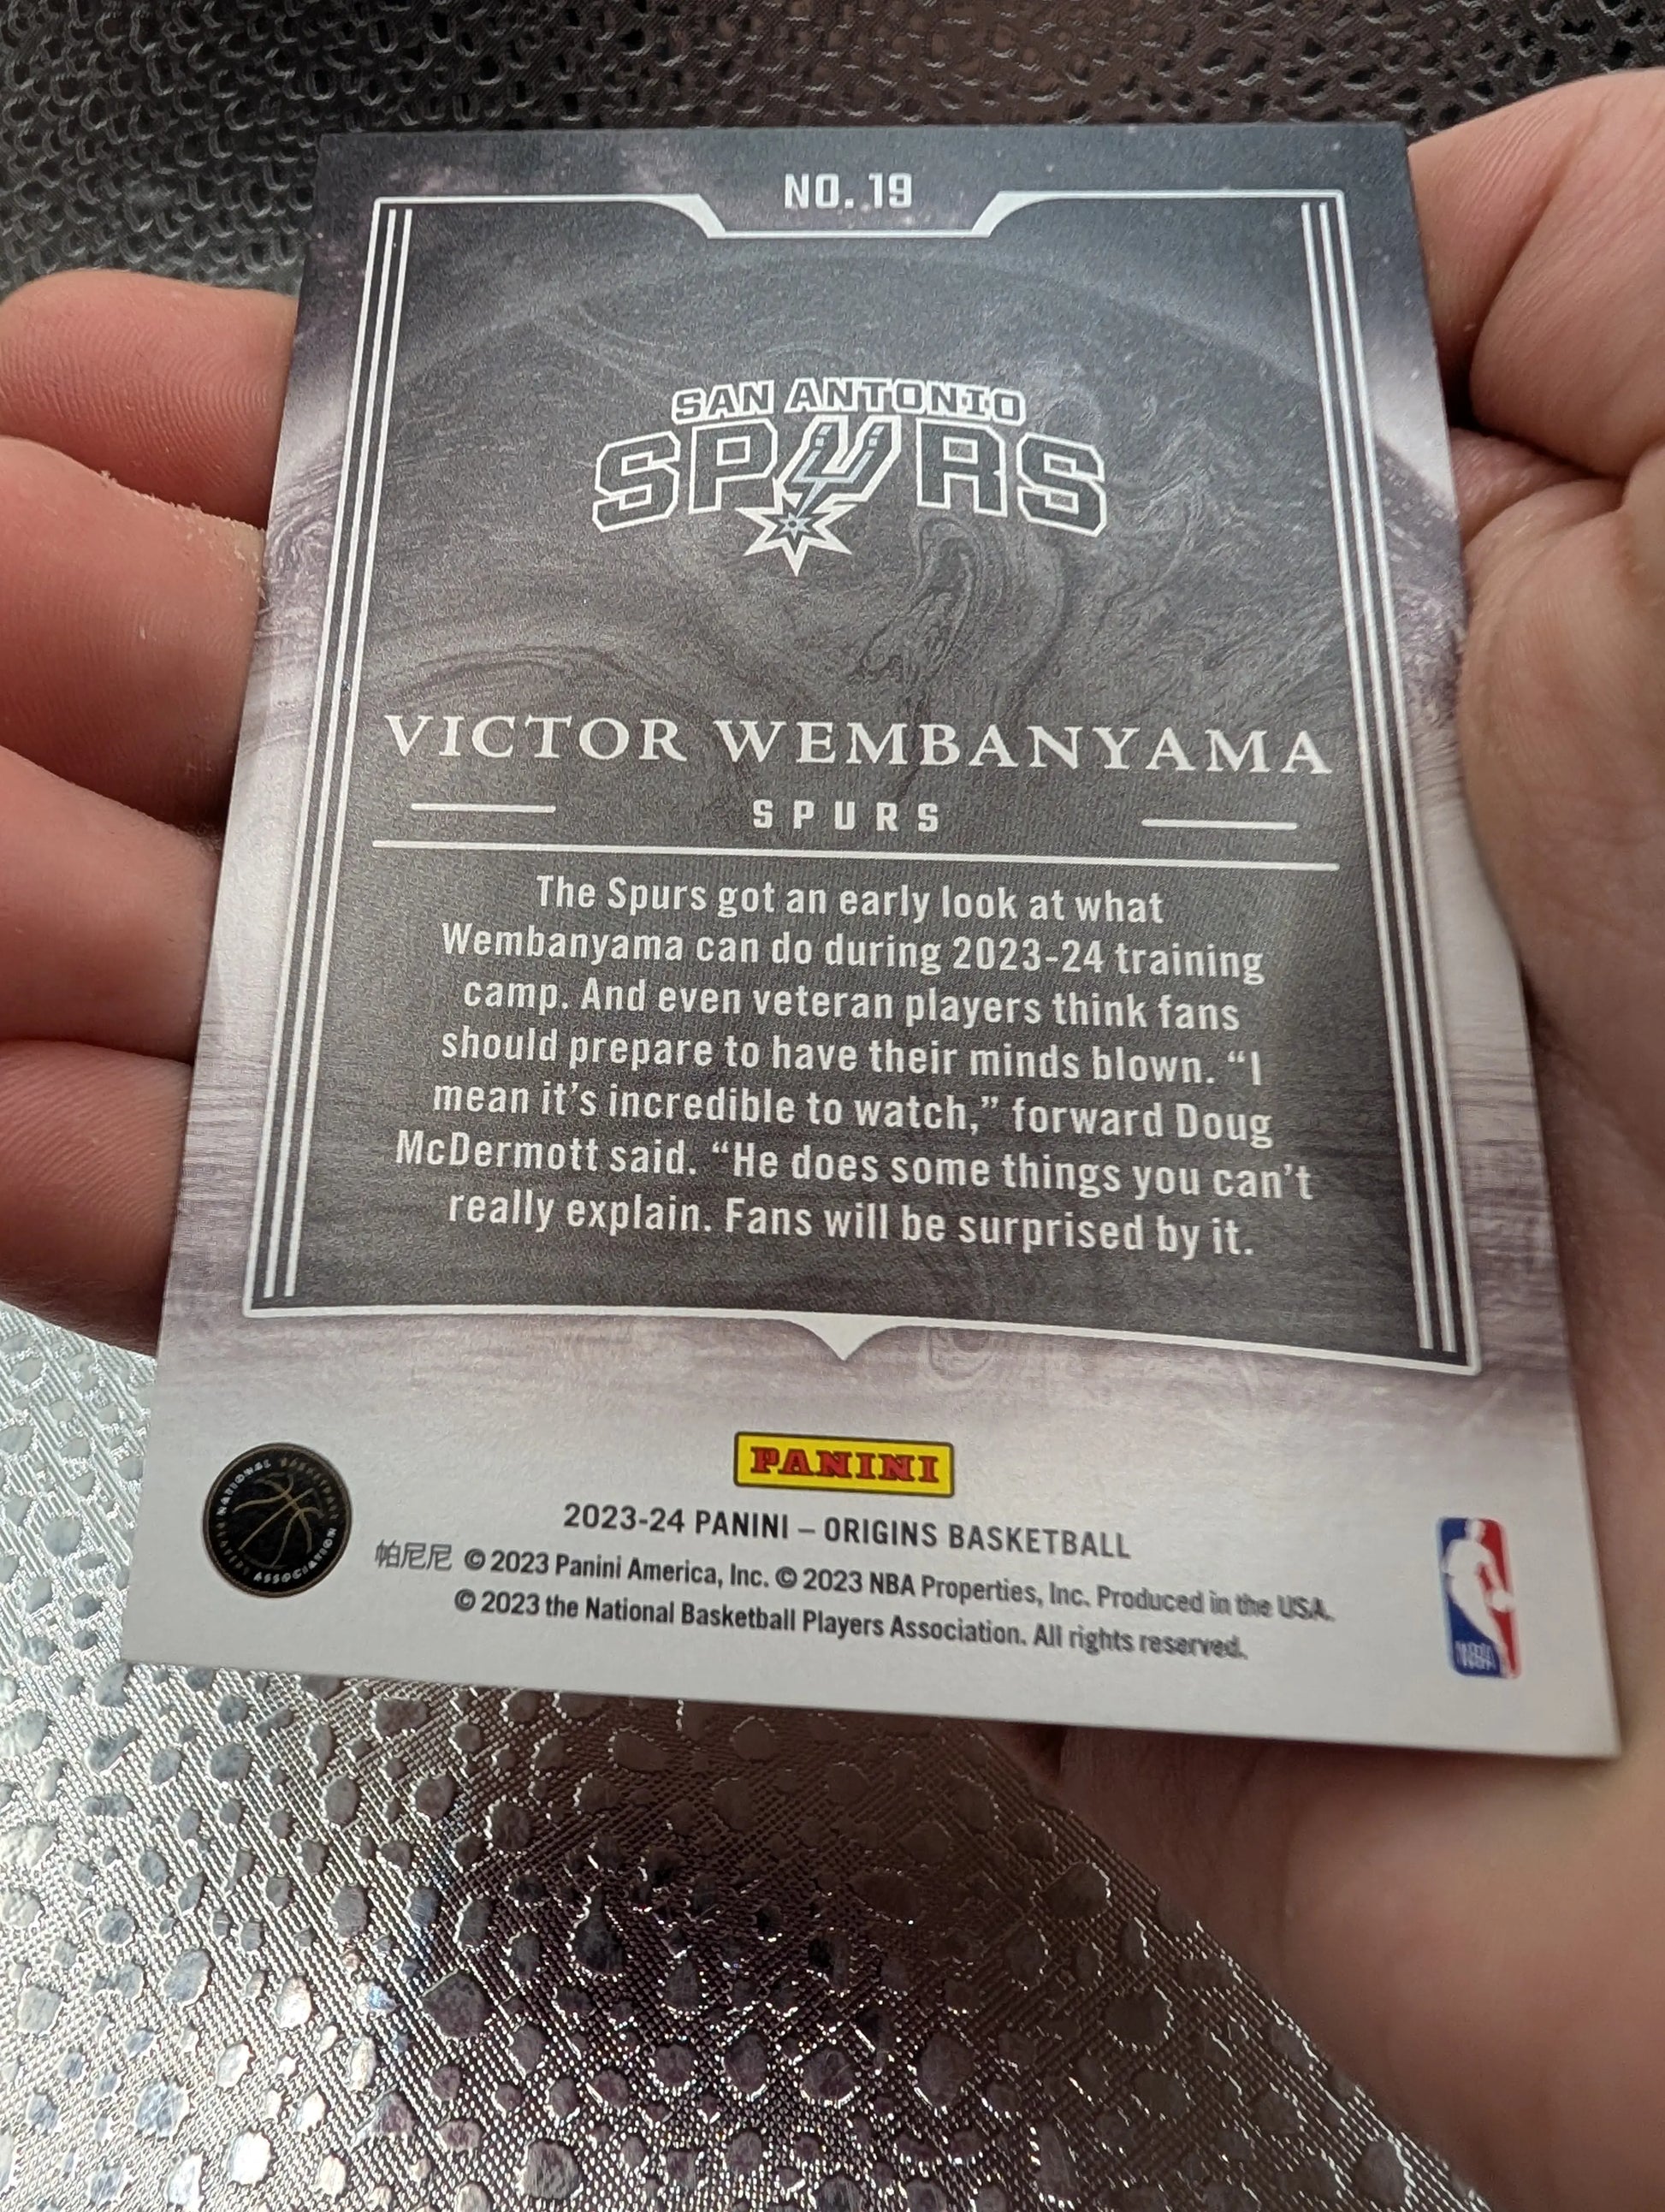 NO. 19
SAN ANTONIO
SPURS
VICTOR WEMBANYAMA
SPURS
The Spurs got an early look at what
Wembanyama can do during 2023-24 training
camp. And even veteran players think fans
should prepare to have their minds blown. “I
mean it’s incredible to watch,” forward Doug
McDermott said. “He does some things you can’t
really explain. Fans will be surprised by it.
PANINI
2023-24 PANINI – ORIGINS BASKETBALL
帕尼尼 © 2023 Panini America, Inc. © 2023 NBA Properties, Inc. Produced in the USA.
© 2023 the National Basketball Players Association. All rights reserved.
NATIONAL BASKETBALL PLAYERS ASSOCIATION
NBA